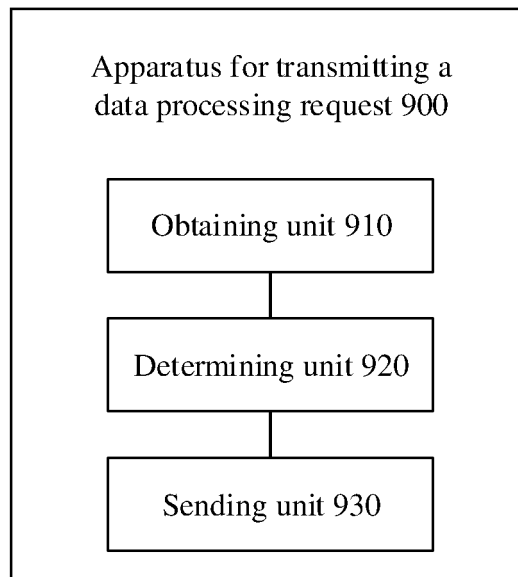 Apparatus for transmitting a
data processing request 900
Obtaining unit 910
Determining unit 920
Sending unit 930